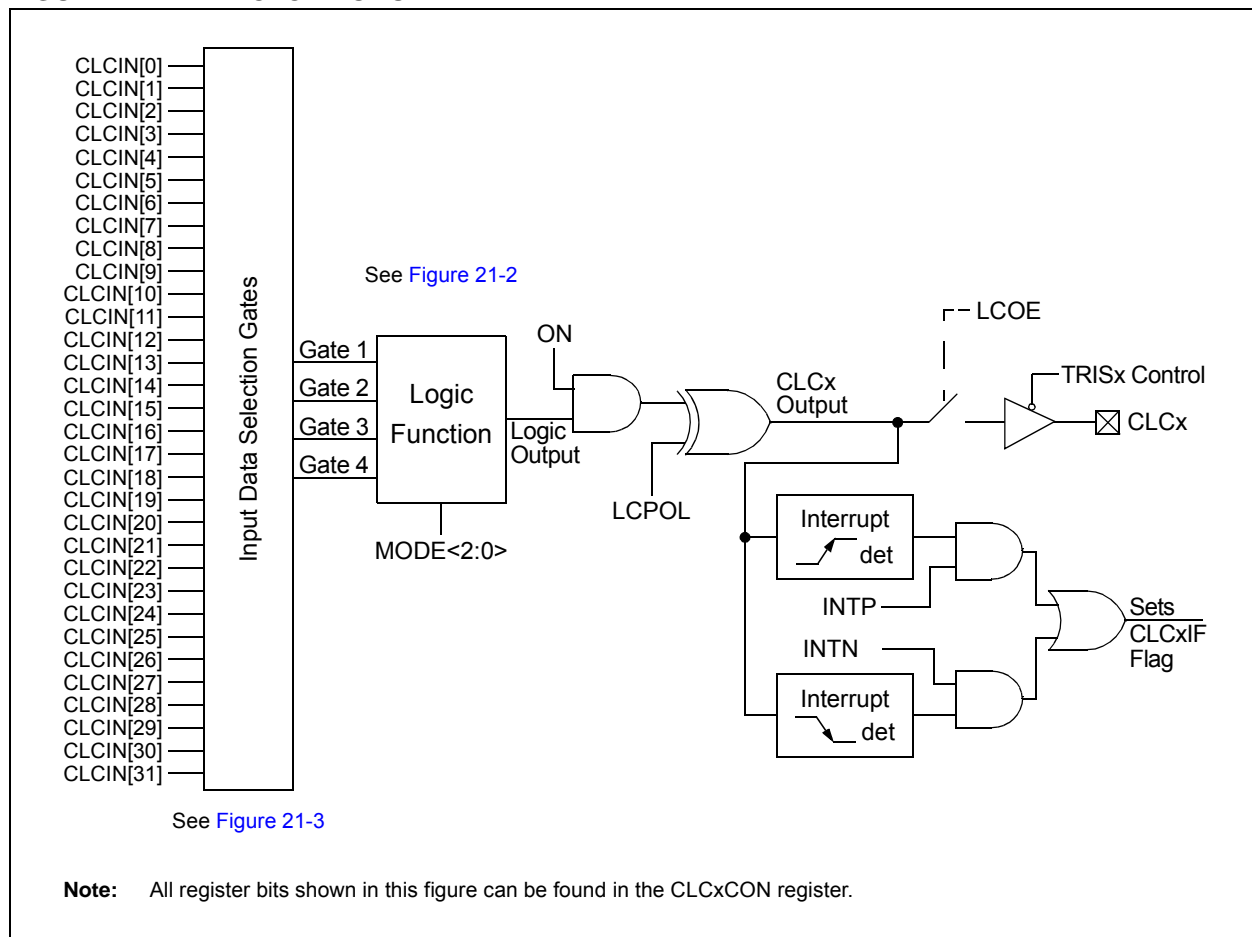 CLCIN[0]
CLCIN[1]
CLCIN[2]
CLCIN[3]
CLCIN[4]
CLCIN[5]
CLCIN[6]
CLCIN[7]
CLCIN[8]
CLCIN[9]
CLCIN[10]
CLCIN[11]
CLCIN[12]
CLCIN[13]
CLCIN[14]
CLCIN[15]
CLCIN[16]
CLCIN[17]
CLCIN[18]
CLCIN[19]
CLCIN[20]
CLCIN[21]
CLCIN[22]
CLCIN[23]
CLCIN[24]
CLCIN[25]
CLCIN[26]
CLCIN[27]
CLCIN[28]
CLCIN[29]
CLCIN[30]
CLCIN[31]
Input Data Selection Gates
See Figure 21-3
See Figure 21-2
Gate 1
Gate 2
Gate 3
Gate 4
Logic
Function
MODE<2:0>
Logic
Output
ON
LCPOL
CLCx
Output
LCOE
TRISx Control
CLCx
Interrupt
det
INTP
INTN
Interrupt
det
Sets
CLCxIF
Flag
Note: All register bits shown in this figure can be found in the CLCxCON register.